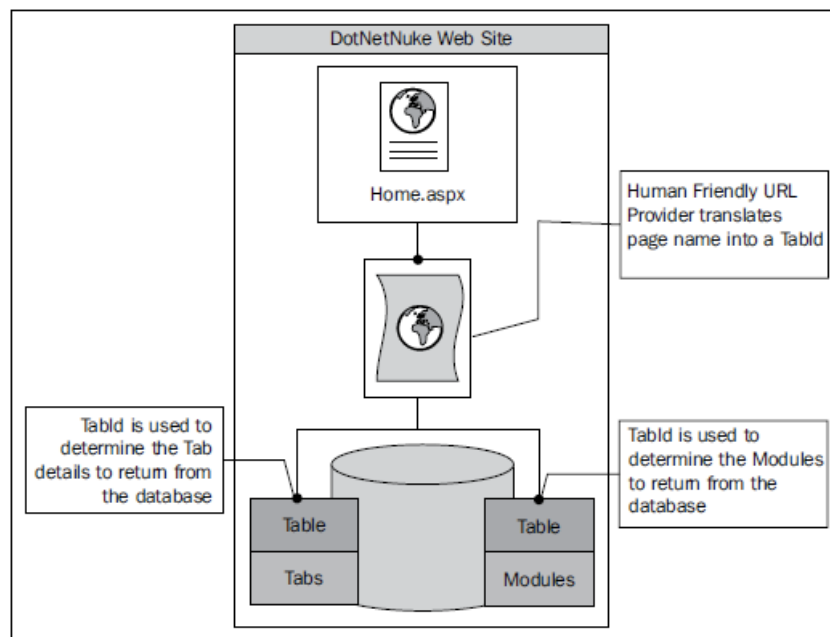 DotNetNuke Web Site
Home.aspx
Human Friendly URL
Provider translates
page name into a TabId
TabId is used to
determine the Tab
details to return from
the database
TabId is used to
determine the Modules
to return from the
database
Table
Tabs
Table
Modules